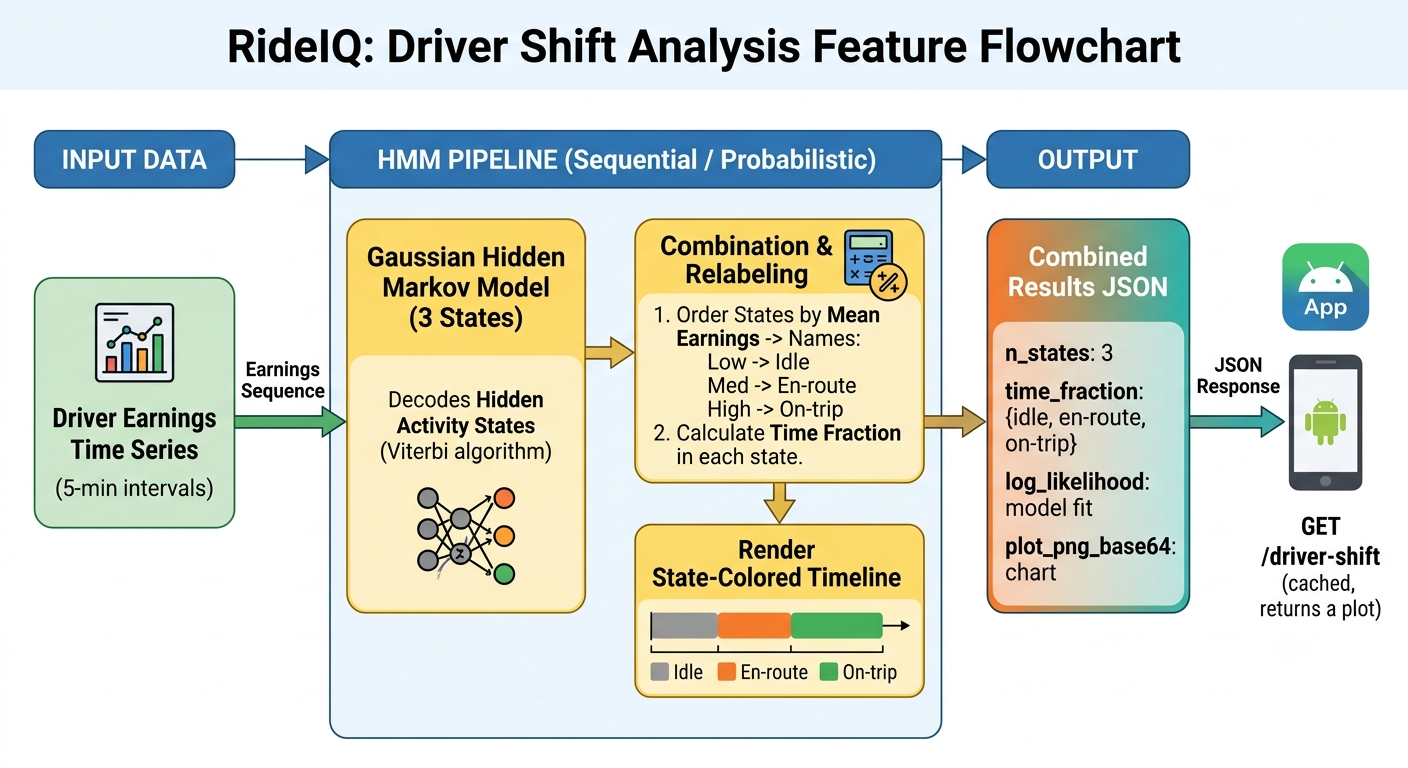 RideIQ: Driver Shift Analysis Feature Flowchart
INPUT DATA
HMM PIPELINE (Sequential / Probabilistic)
OUTPUT
Driver Earnings
Time Series
(5-min intervals)
Earnings
Sequence
Gaussian Hidden
Markov Model
(3 States)
Decodes Hidden
Activity States
(Viterbi algorithm)
Combination &
Relabeling
1. Order States by Mean
Earnings -> Names:
Low -> Idle
Med -> En-route
High -> On-trip
2. Calculate Time Fraction
in each state.
Render
State-Colored Timeline
Idle
En-route
On-trip
Combined
Results JSON
n_states: 3
time_fraction:
{idle, en-route,
on-trip}
log_likelihood:
model fit
plot_png_base64:
chart
JSON
Response
App
GET
/driver-shift
(cached,
returns a plot)